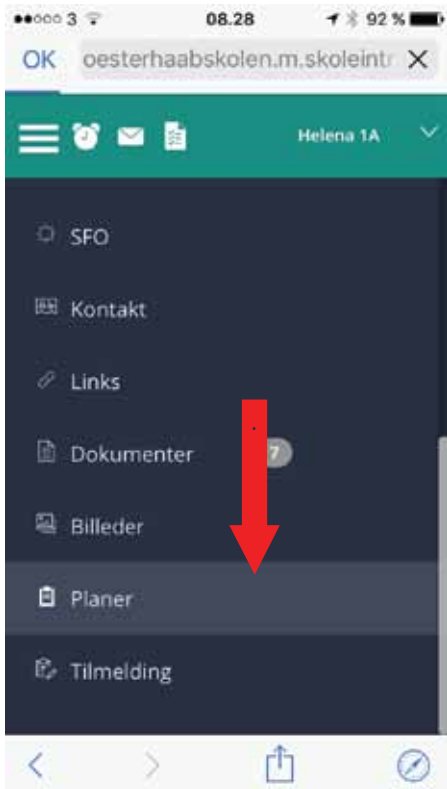 3 08.28 92 %
OK oesterhaabskolen.m.skoleintr
Helena 1A
SFO
Kontakt
Links
Dokumenter 7
Billeder
Planer
Tilmelding